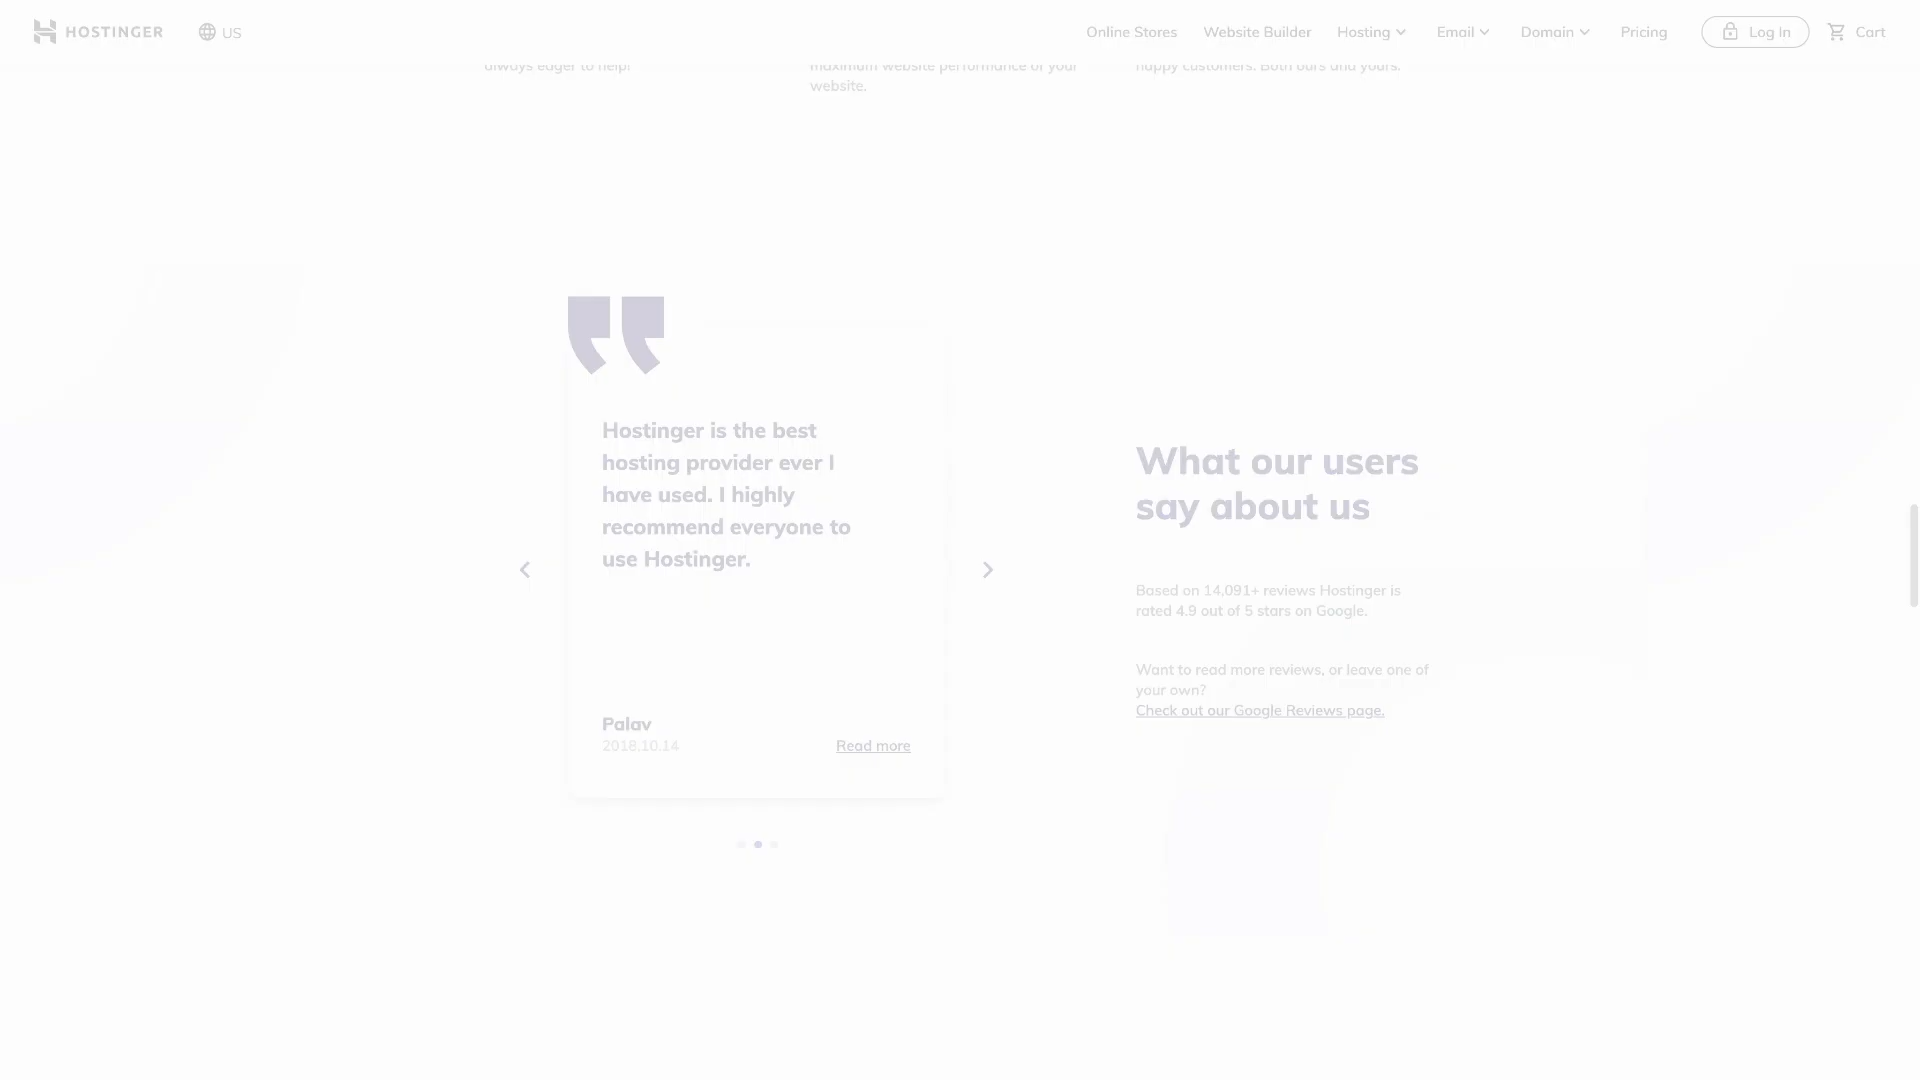 HOSTINGER
US
Online Stores
Website Builder
Hosting
Email
Domain
Pricing
Log In
Cart
always eager to help!
maximum website performance of your
website.
happy customers. Both ours and yours.
Hostinger is the best
hosting provider ever I
have used. I highly
recommend everyone to
use Hostinger.
Palav
2018.10.14
Read more
What our users
say about us
Based on 14,091+ reviews Hostinger is
rated 4.9 out of 5 stars on Google.
Want to read more reviews, or leave one of
your own?
Check out our Google Reviews page.